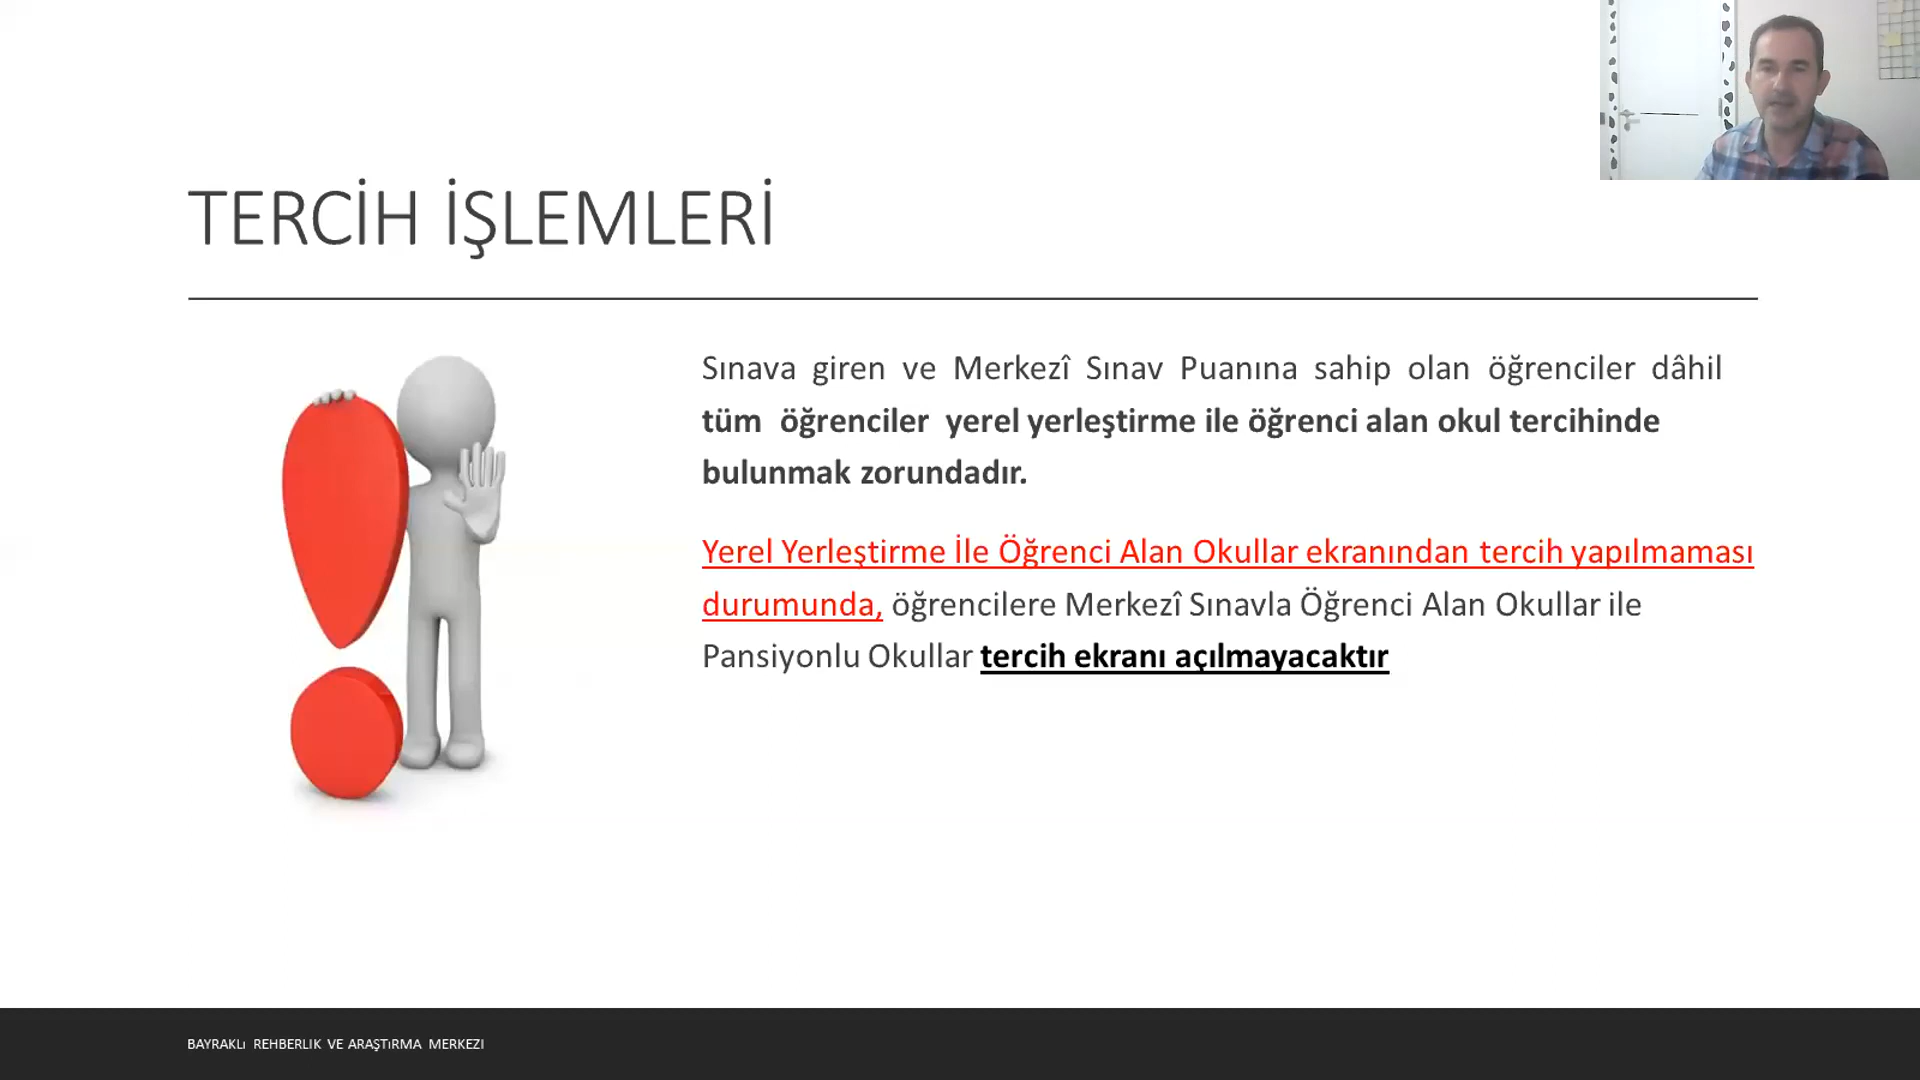 TERCİH İŞLEMLERİ
Sınava giren ve Merkezî Sınav Puanına sahip olan öğrenciler dâhil
tüm öğrenciler yerel yerleştirme ile öğrenci alan okul tercihinde
bulunmak zorundadır.
Yerel Yerleştirme İle Öğrenci Alan Okullar ekranından tercih yapılmaması
durumunda, öğrencilere Merkezî Sınavla Öğrenci Alan Okullar ile
Pansiyonlu Okullar tercih ekranı açılmayacaktır
BAYRAKLı REHBERLIK VE ARAŞTıRMA MERKEZI